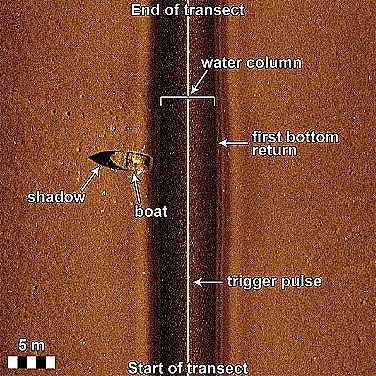 End of transect
water column
first bottom
return
shadow
boat
trigger pulse
5 m
Start of transect